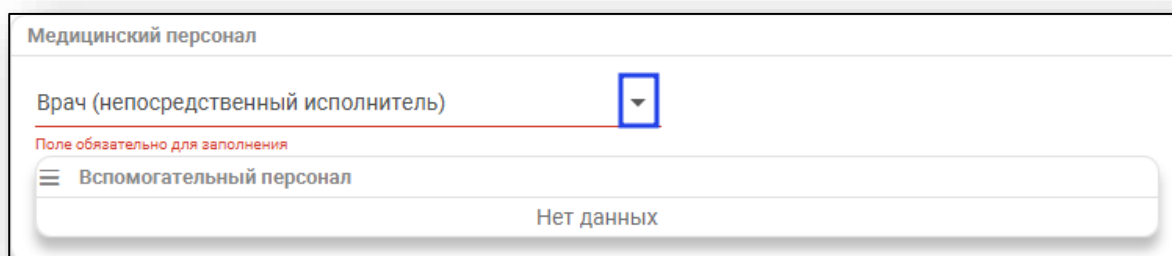 Медицинский персонал
Врач (непосредственный исполнитель)
Поле обязательно для заполнения
Вспомогательный персонал
Нет данных